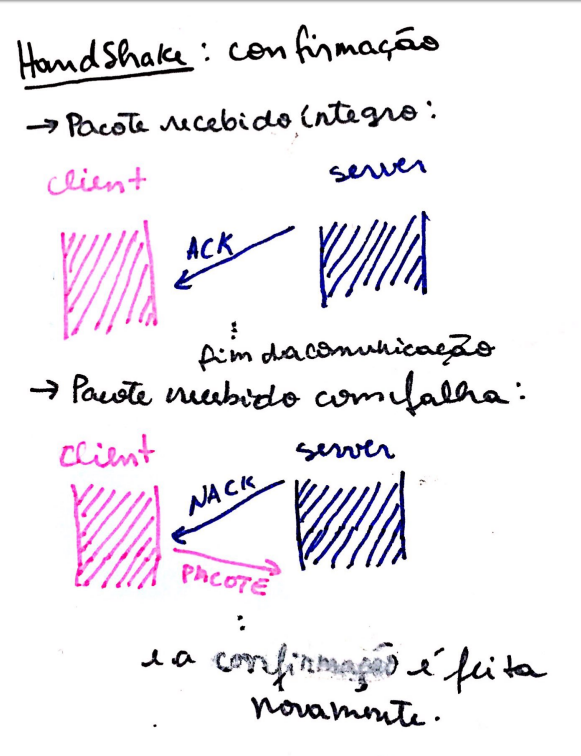 HandShake: confirmação
→ Pacote recebido íntegro:
client server
ACK
⋮
fim da comunicação
→ Pacote recebido com falha:
client server
NACK
PACOTE
:
e a confirmação é feita
novamente.